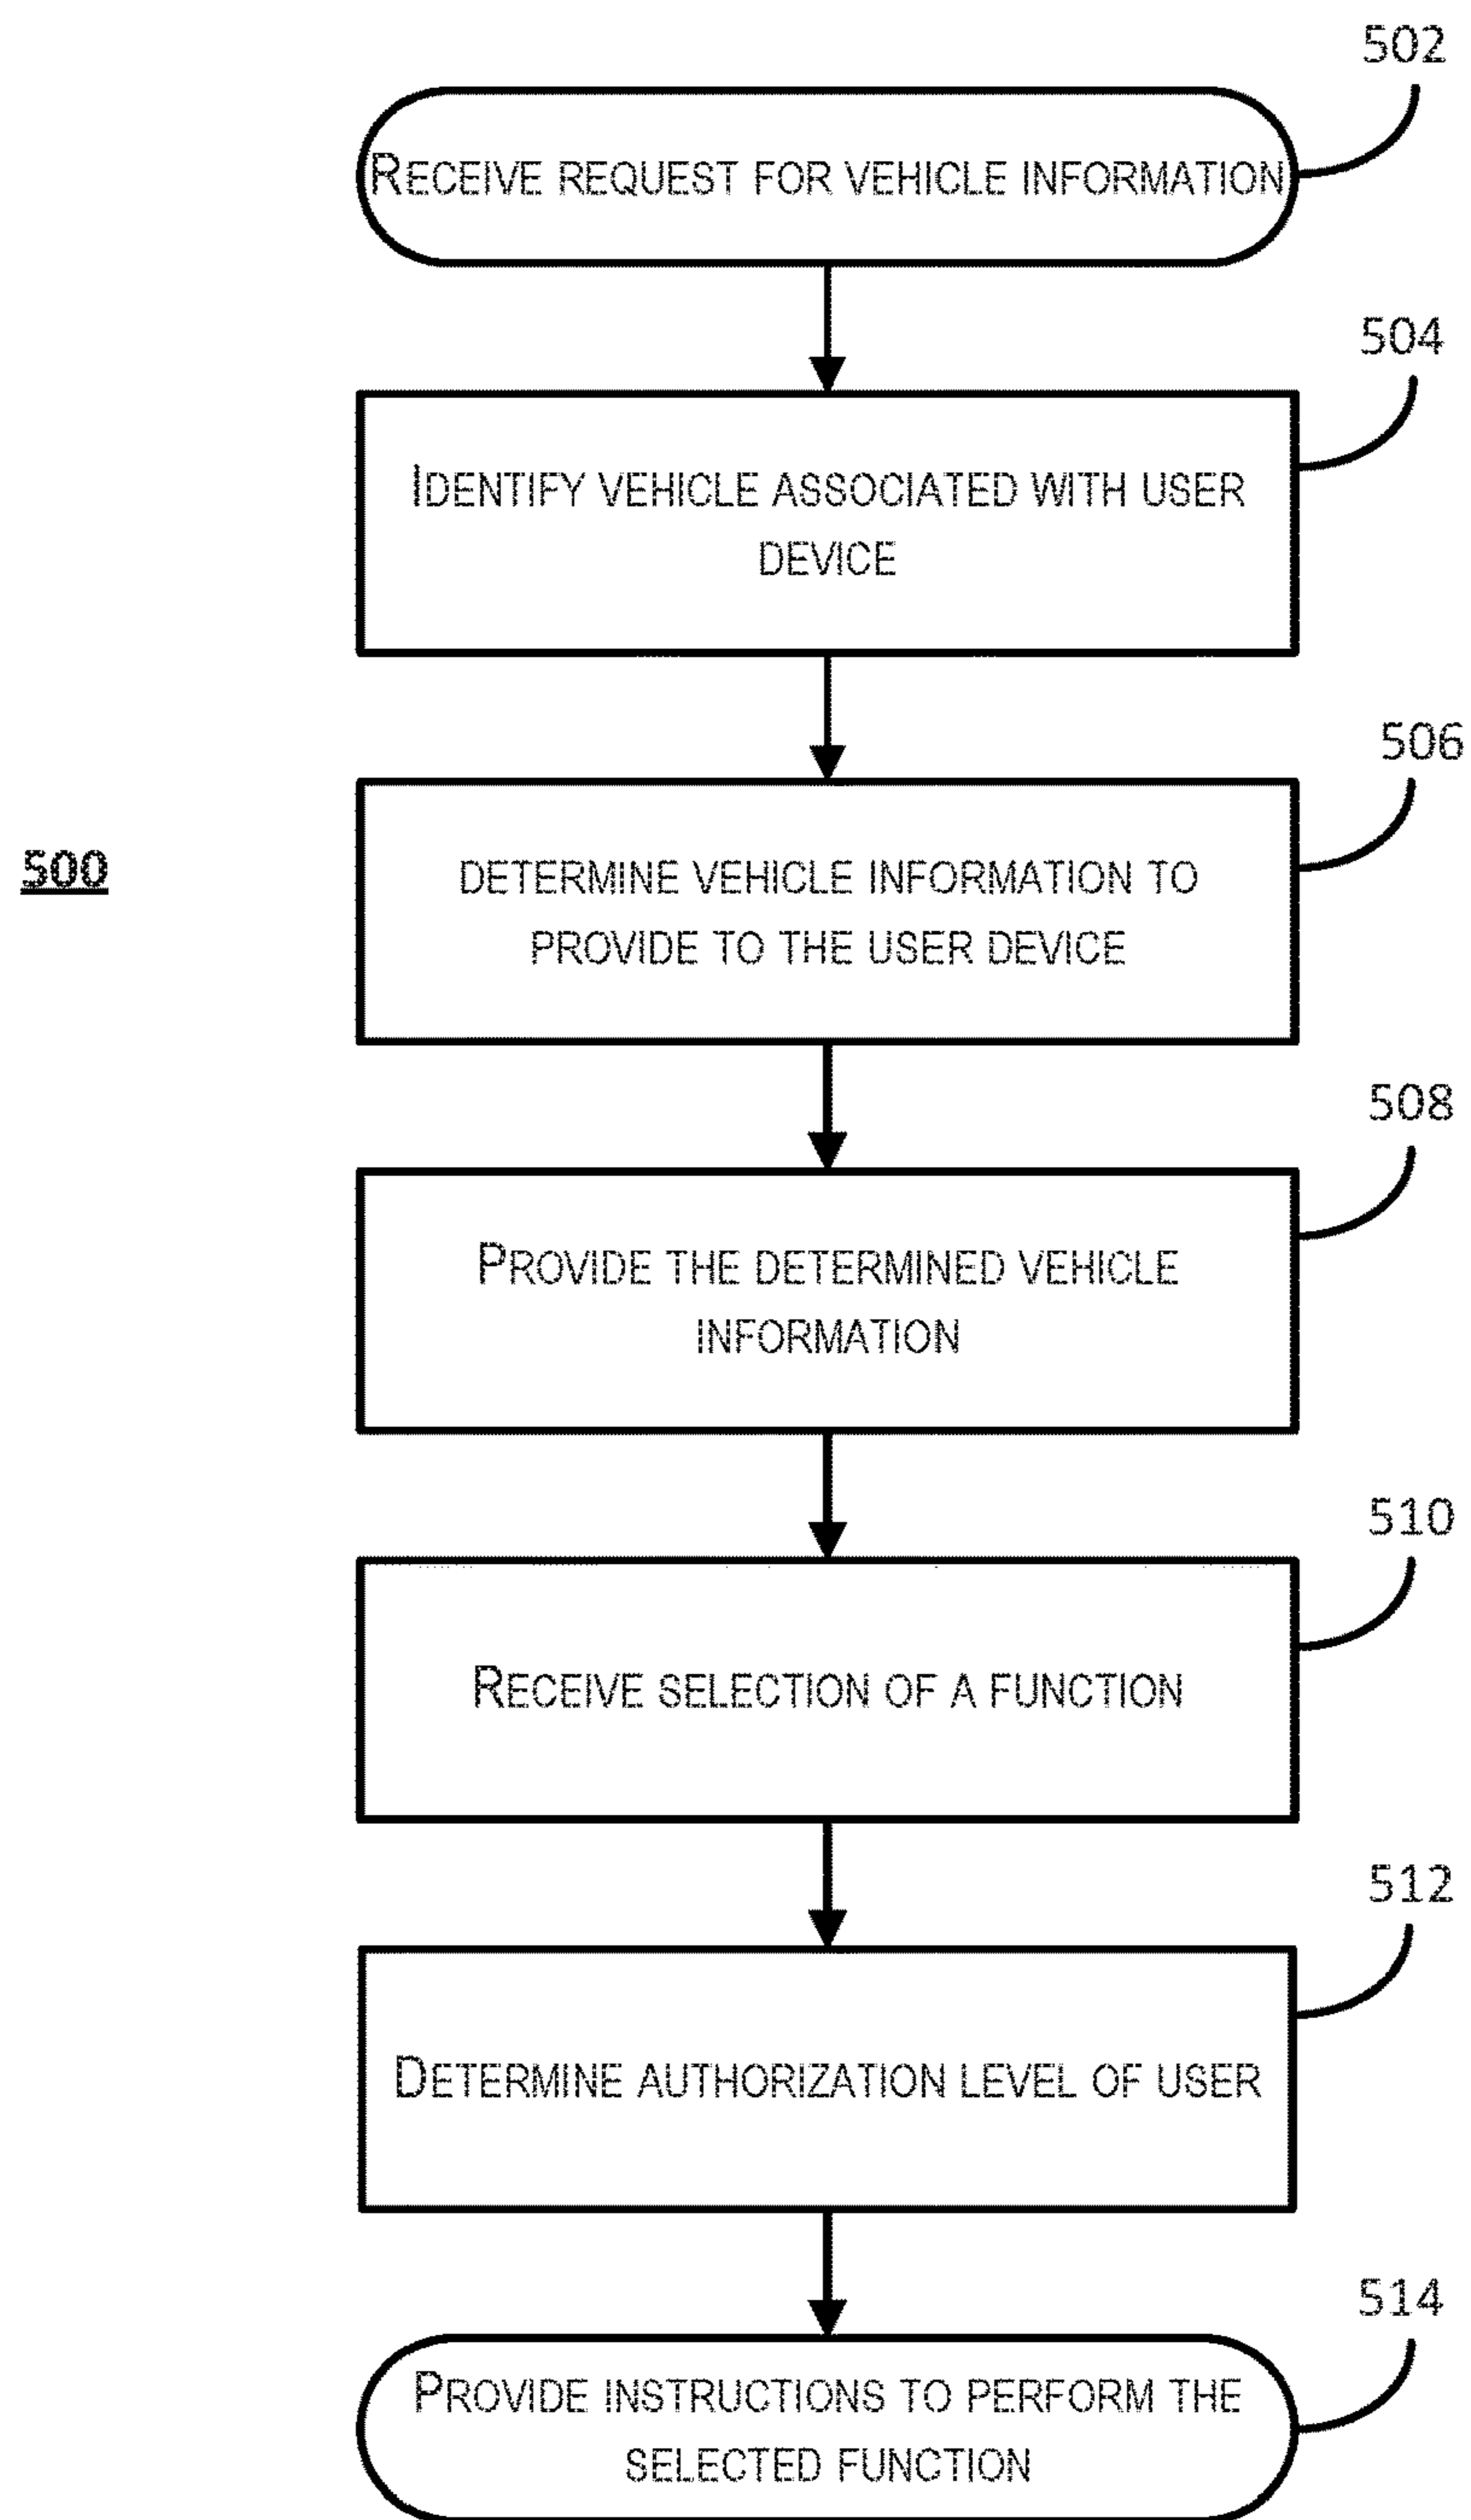 502
RECEIVE REQUEST FOR VEHICLE INFORMATION
504
IDENTIFY VEHICLE ASSOCIATED WITH USER
DEVICE
506
500
DETERMINE VEHICLE INFORMATION TO
PROVIDE TO THE USER DEVICE
508
PROVIDE THE DETERMINED VEHICLE
INFORMATION
510
RECEIVE SELECTION OF A FUNCTION
512
DETERMINE AUTHORIZATION LEVEL OF USER
514
PROVIDE INSTRUCTIONS TO PERFORM THE
SELECTED FUNCTION